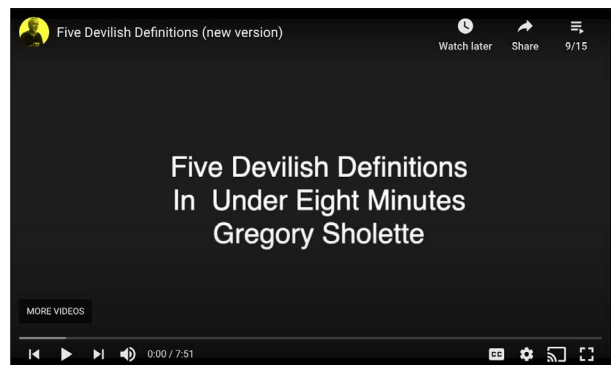 Five Devilish Definitions (new version)
Watch later
Share
9/15
Five Devilish Definitions
In Under Eight Minutes
Gregory Sholette
MORE VIDEOS
0:00 / 7:51
CC